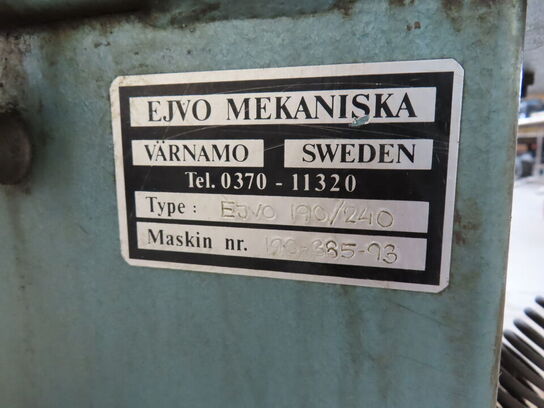 EJVO MEKANISKA
VÄRNAMO SWEDEN
Tel. 0370 - 11320
Type : EJVO 190/240
Maskin nr. 190-385-93